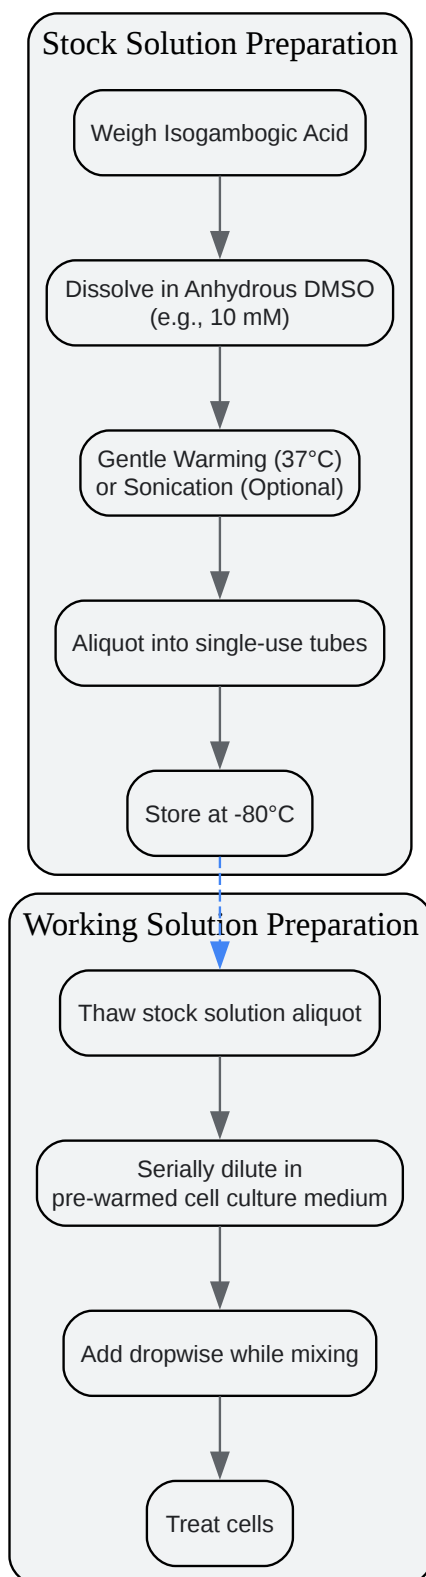 Stock Solution Preparation
Weigh Isogambogic Acid
Dissolve in Anhydrous DMSO
(e.g., 10 mM)
Gentle Warming (37°C)
or Sonication (Optional)
Aliquot into single-use tubes
Store at -80°C
Working Solution Preparation
Thaw stock solution aliquot
Serially dilute in
pre-warmed cell culture medium
Add dropwise while mixing
Treat cells